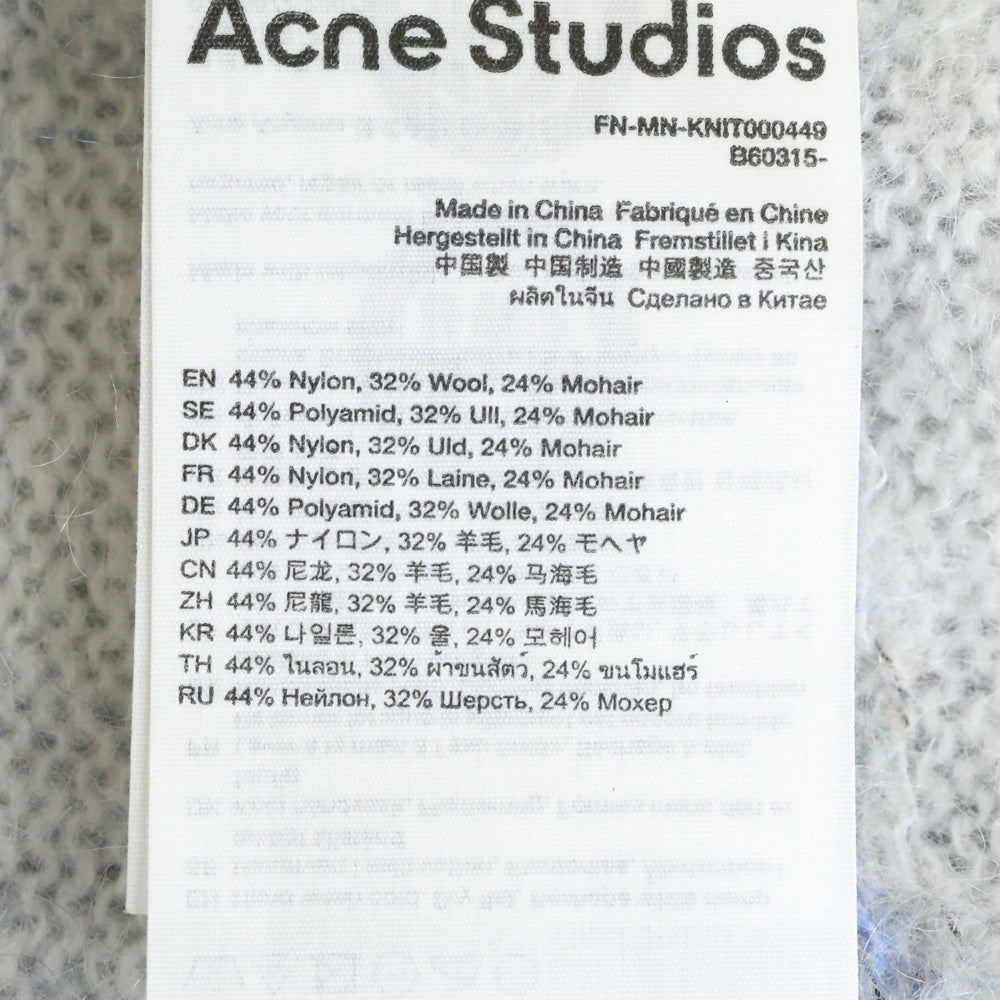 Acne Studios
FN-MN-KNIT000449
B60315-
Made in China Fabriqué en Chine
Hergestellt in China Fremstillet i Kina
中国製 中国制造 中國製造 중국산
ผลิตในจีน Сделано в Китае
EN 44% Nylon, 32% Wool, 24% Mohair
SE 44% Polyamid, 32% Ull, 24% Mohair
DK 44% Nylon, 32% Uld, 24% Mohair
FR 44% Nylon, 32% Laine, 24% Mohair
DE 44% Polyamid, 32% Wolle, 24% Mohair
JP 44% ナイロン, 32% 羊毛, 24% モヘヤ
CN 44% 尼龙, 32% 羊毛, 24% 马海毛
ZH 44% 尼龍, 32% 羊毛, 24% 馬海毛
KR 44% 나일론, 32% 울, 24% 모헤어
TH 44% ไนลอน, 32% ผ้าขนสัตว์, 24% ขนโมแฮร์
RU 44% Нейлон, 32% Шерсть, 24% Мохер